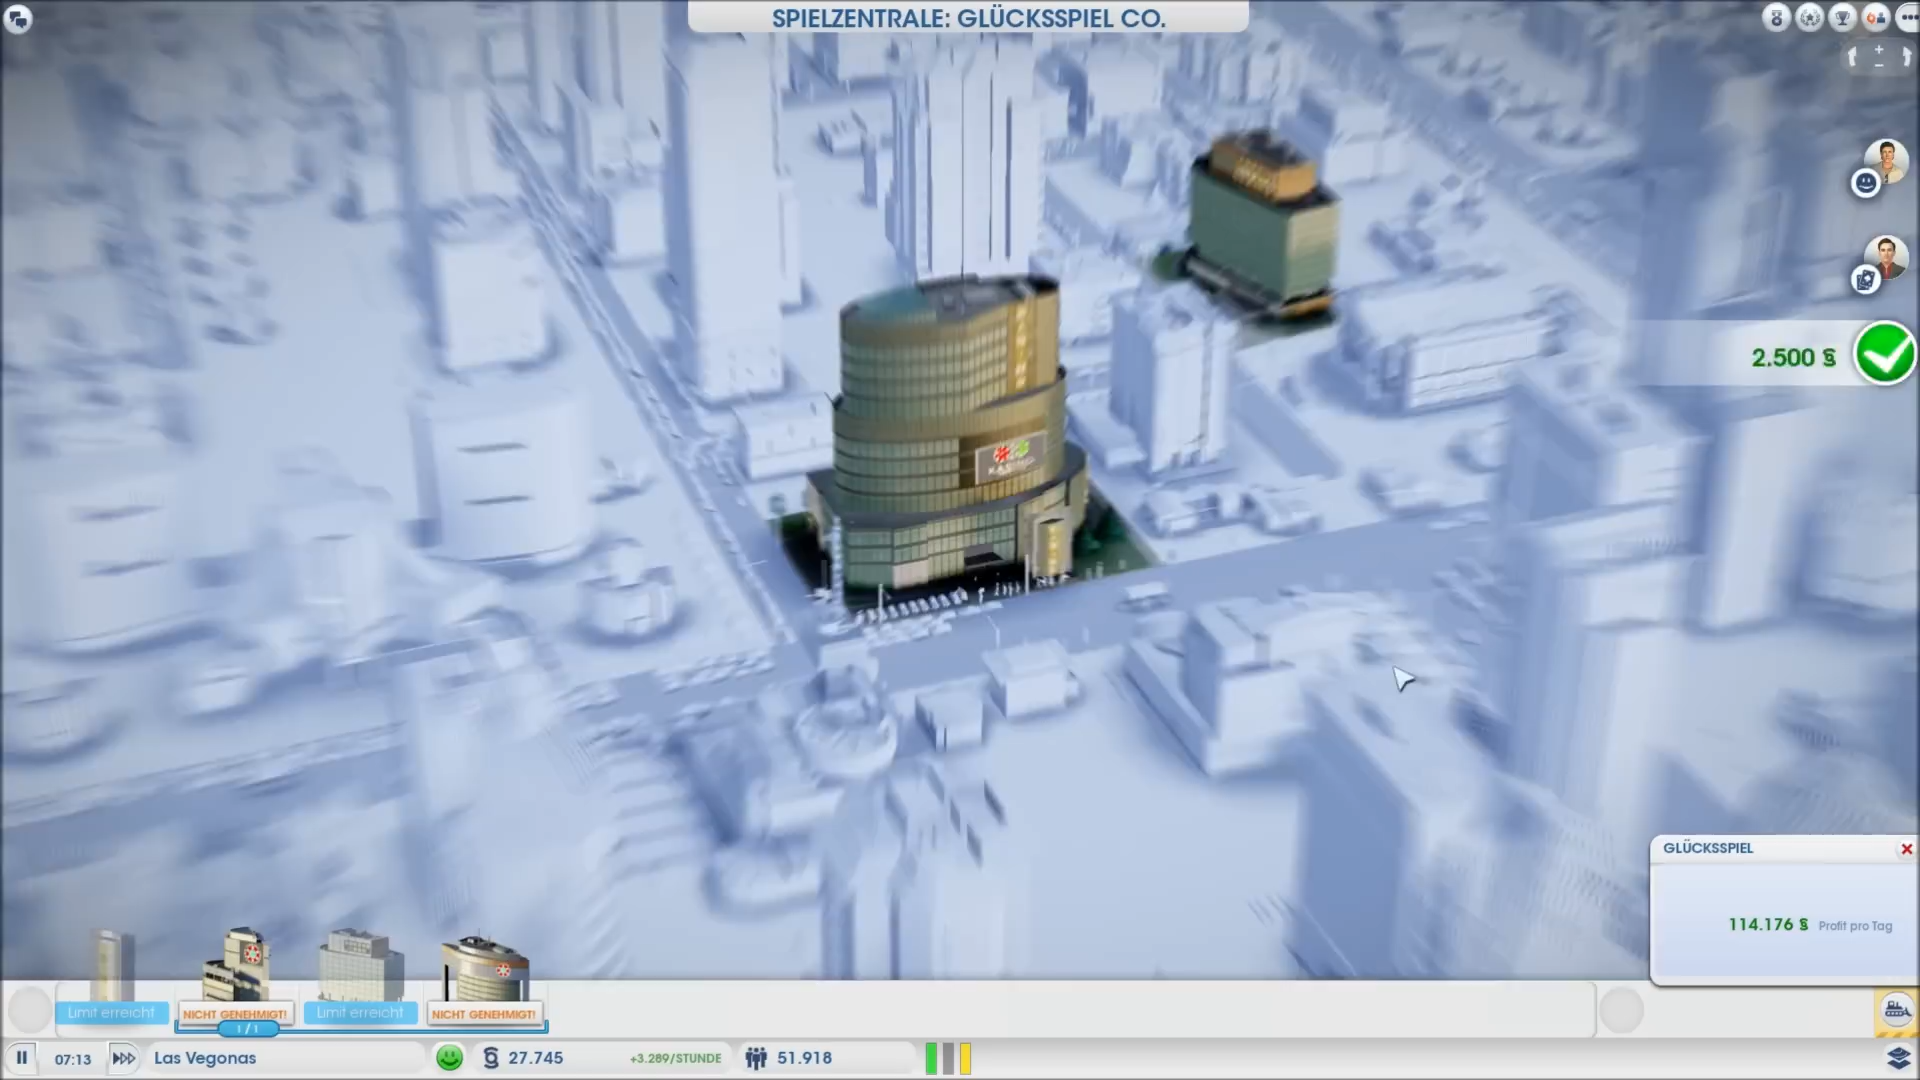 SPIELZENTRALE: GLÜCKSSPIEL CO.
2.500 §
GLÜCKSSPIEL
114.176 § Profit pro Tag
Limit erreicht
NICHT GENEHMIGT!
Limit erreicht
NICHT GENEHMIGT!
1 / 1
07:13
Las Vegonas
27.745
+3.289/STUNDE
51.918